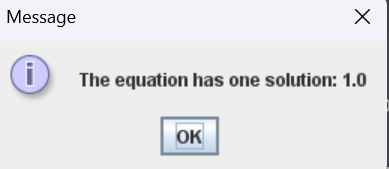 Message
The equation has one solution: 1.0
OK